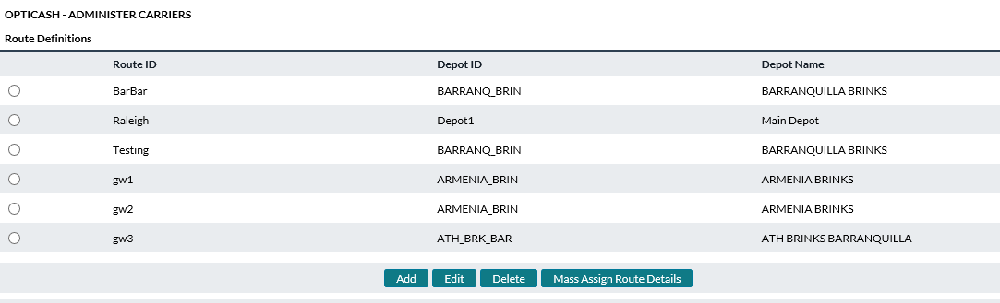 OPTICASH - ADMINISTER CARRIERS
Route Definitions
Route ID Depot ID Depot Name
BarBar BARRANQ_BRIN BARRANQUILLA BRINKS
Raleigh Depot1 Main Depot
Testing BARRANQ_BRIN BARRANQUILLA BRINKS
gw1 ARMENIA_BRIN ARMENIA BRINKS
gw2 ARMENIA_BRIN ARMENIA BRINKS
gw3 ATH_BRK_BAR ATH BRINKS BARRANQUILLA
Add Edit Delete Mass Assign Route Details